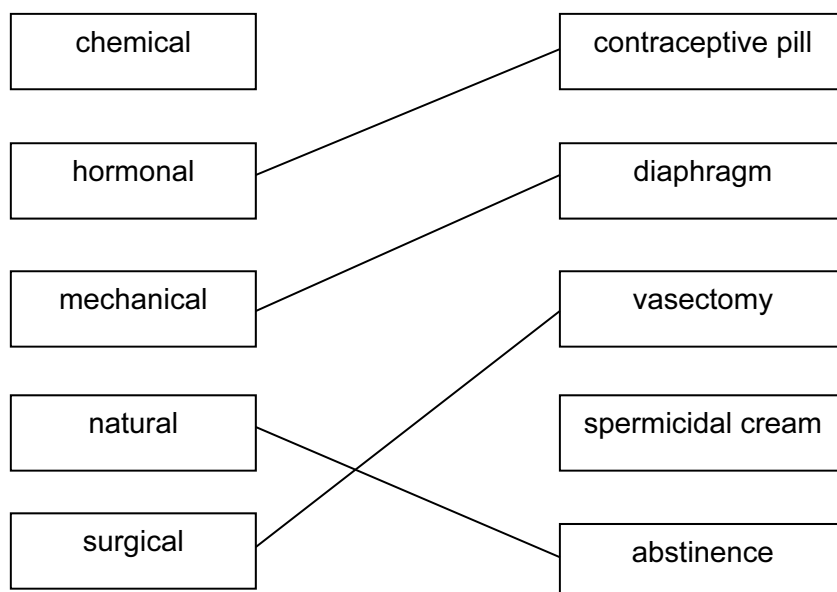 chemical
contraceptive pill
hormonal
diaphragm
mechanical
vasectomy
natural
spermicidal cream
surgical
abstinence